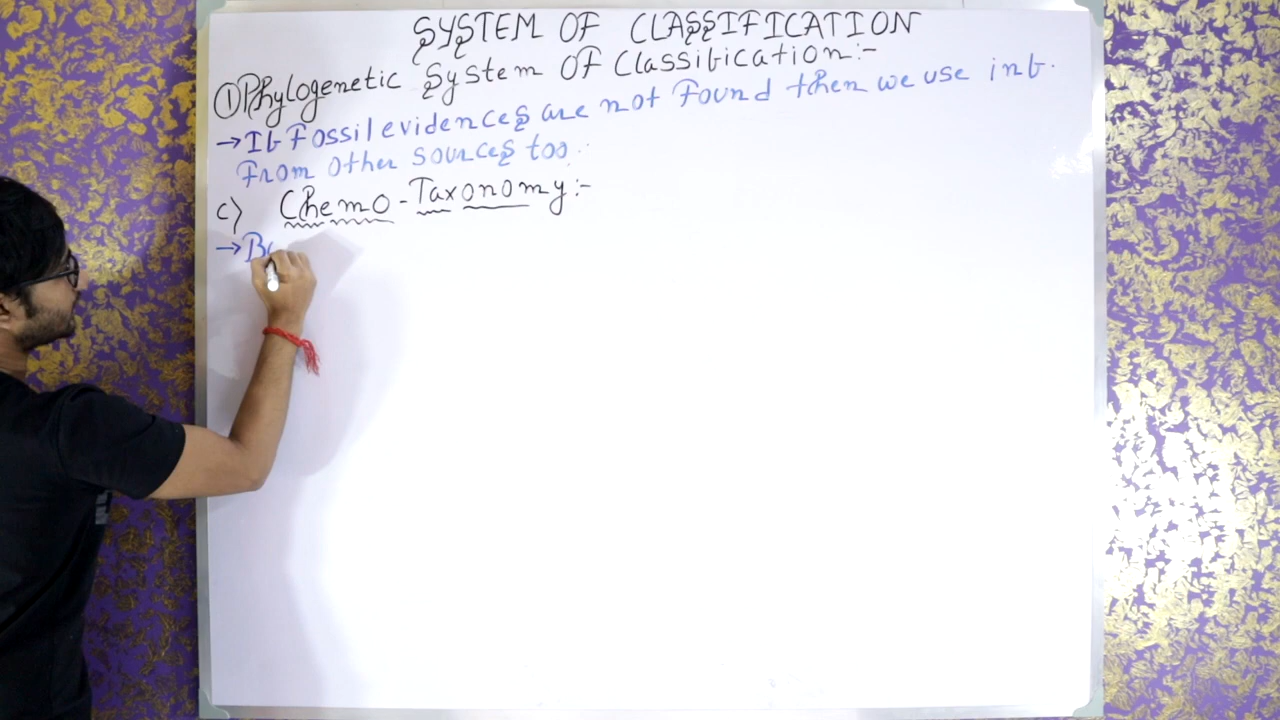 SYSTEM OF CLASSIFICATION
① Phylogenetic System Of Classification:-
→ If Fossil evidences are not Found then we use inf.
From other sources too.
c) Chemo-Taxonomy:-
→